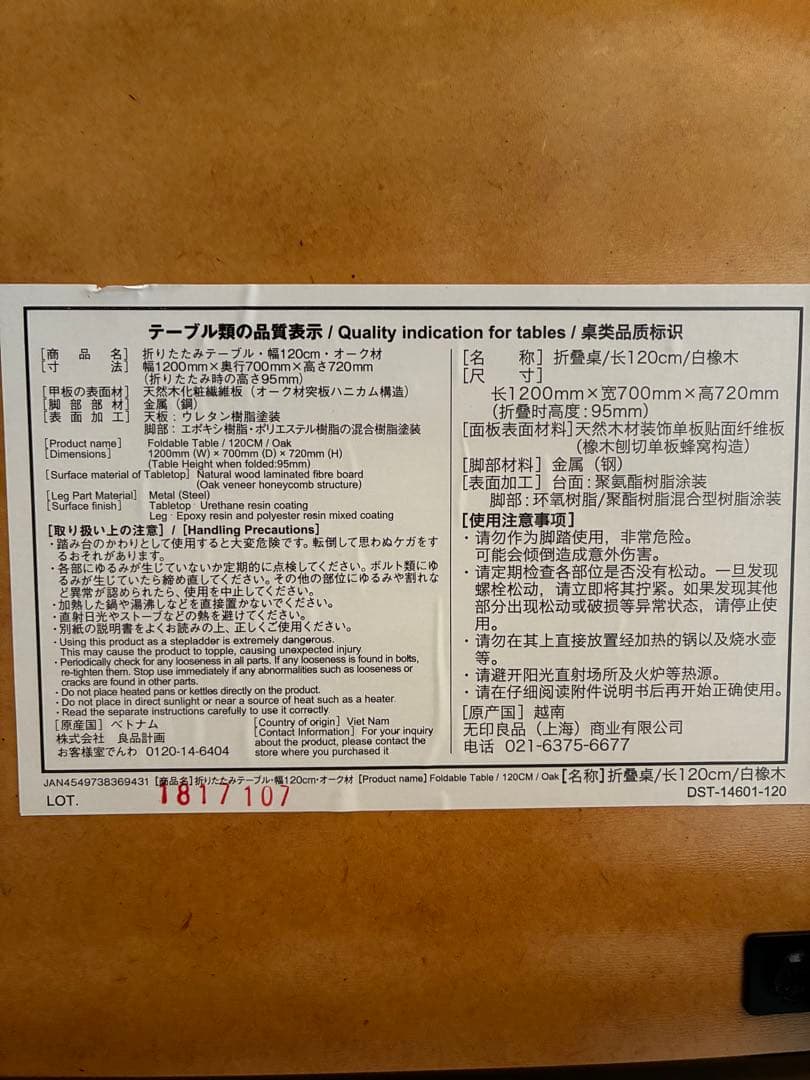 テーブル類の品質表示 / Quality indication for tables / 桌类品质标识
[商品名] 折りたたみテーブル・幅120cm・オーク材
[寸法] 幅1200mm×奥行700mm×高さ720mm
(折りたたみ時の高さ95mm)
[甲板の表面材] 天然木化粧繊維板（オーク材突板ハニカム構造）
[脚部部材] 金属（鋼）
[表面加工] 天板：ウレタン樹脂塗装
脚部：エポキシ樹脂・ポリエステル樹脂の混合樹脂塗装
[Product name] Foldable Table / 120CM / Oak
[Dimensions] 1200mm (W) × 700mm (D) × 720mm (H)
(Table Height when folded:95mm)
[Surface material of Tabletop] Natural wood laminated fibre board
(Oak veneer honeycomb structure)
[Leg Part Material] Metal (Steel)
[Surface finish] Tabletop : Urethane resin coating
Leg : Epoxy resin and polyester resin mixed coating
[取り扱い上の注意] / [Handling Precautions]
・踏み台のかわりとして使用すると大変危険です。転倒して思わぬケガをするおそれがあります。
・各部にゆるみが生じていないか定期的に点検してください。ボルト類にゆるみが生じていたら締め直してください。その他の部位にゆるみや割れなど異常が認められたら、使用を中止してください。
・加熱した鍋や湯沸しなどを直接置かないでください。
・直射日光やストーブなどの熱を避けてください。
・別紙の説明書をよくお読みの上、正しくご使用ください。
・Using this product as a stepladder is extremely dangerous.
This may cause the product to topple, causing unexpected injury
・Periodically check for any looseness in all parts. If any looseness is found in bolts,
re-tighten them. Stop use immediately if any abnormalities such as looseness or
cracks are found in other parts.
・Do not place heated pans or kettles directly on the product.
・Do not place in direct sunlight or near a source of heat such as a heater.
・Read the separate instructions carefully to use it correctly.
[原産国] ベトナム
株式会社 良品計画
お客様室でんわ 0120-14-6404
[Country of origin] Viet Nam
[Contact Information] For your inquiry
about the product, please contact the
store where you purchased it.
[名称] 折叠桌/长120cm/白橡木
[尺寸]
长1200mm×宽700mm×高720mm
(折叠时高度:95mm)
[面板表面材料]天然木材装饰单板贴面纤维板
(橡木刨切单板蜂窝构造)
[脚部材料] 金属（钢）
[表面加工] 台面：聚氨酯树脂涂装
脚部：环氧树脂/聚酯树脂混合型树脂涂装
[使用注意事项]
・请勿作为脚踏使用，非常危险。
可能会倾倒造成意外伤害。
・请定期检查各部位是否没有松动。一旦发现
螺栓松动，请立即将其拧紧。如果发现其他
部分出现松动或破损等异常状态，请停止使
用。
・请勿在其上直接放置经加热的锅以及烧水壶
等。
・请避开阳光直射场所及火炉等热源。
・请在仔细阅读附件说明书后再开始正确使用。
[原产国] 越南
无印良品（上海）商业有限公司
电话 021-6375-6677
JAN4549738369431 [商品名]折りたたみテーブル・幅120cm・オーク材 [Product name] Foldable Table / 120CM / Oak [名称]折叠桌/长120cm/白橡木
LOT. 1817107
DST-14601-120